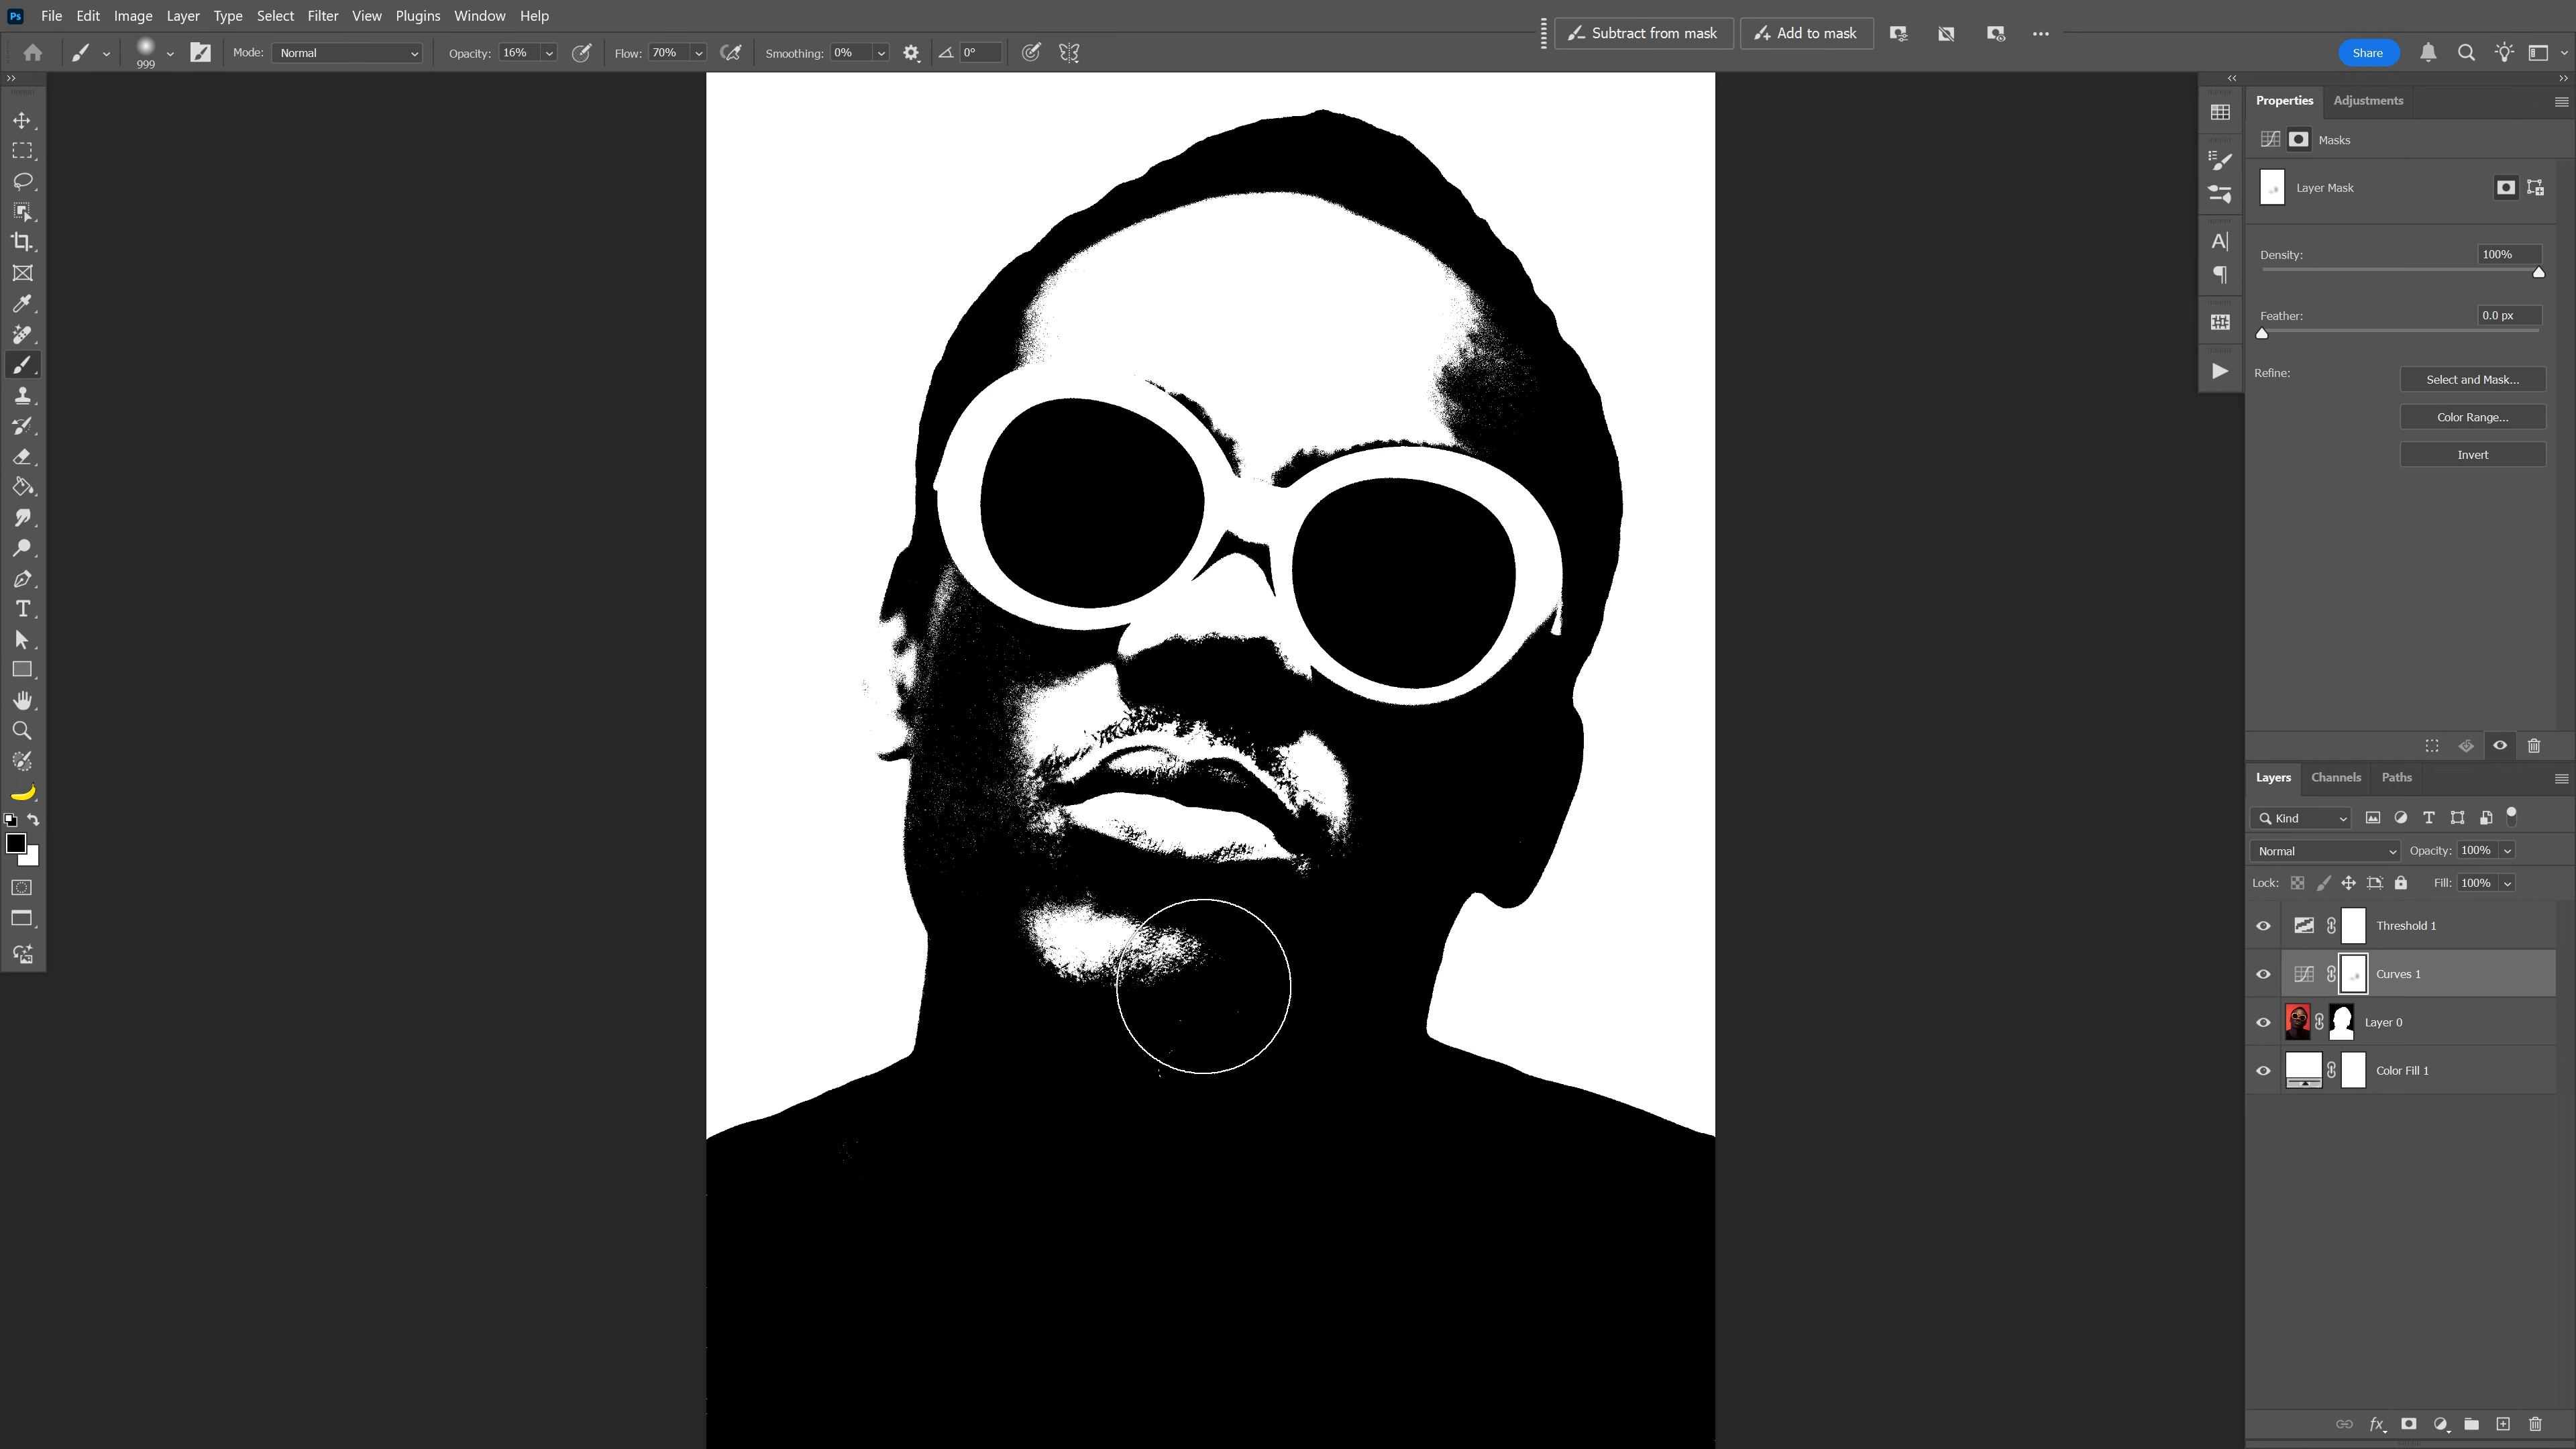 Ps File Edit Image Layer Type Select Filter View Plugins Window Help
Subtract from mask Add to mask
999 Mode: Normal Opacity: 16% Flow: 70% Smoothing: 0% 0° Share
Properties Adjustments
Masks
Layer Mask
Density: 100%
Feather: 0.0 px
Refine: Select and Mask...
Color Range...
Invert
Layers Channels Paths
Kind
Normal Opacity: 100%
Lock: Fill: 100%
Threshold 1
Curves 1
Layer 0
Color Fill 1
fx